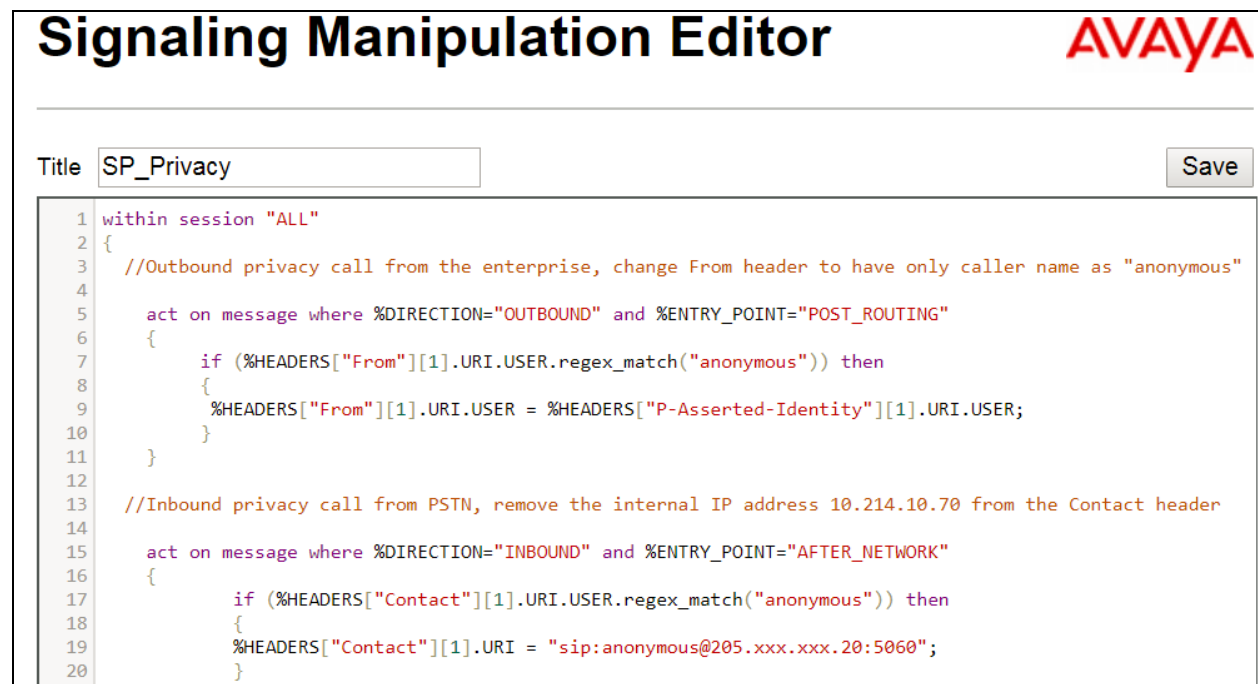 Signaling Manipulation Editor
AVAYA
Title SP_Privacy Save
1 within session "ALL"
2 {
3 //Outbound privacy call from the enterprise, change From header to have only caller name as "anonymous"
4
5 act on message where %DIRECTION="OUTBOUND" and %ENTRY_POINT="POST_ROUTING"
6 {
7 if (%HEADERS["From"][1].URI.USER.regex_match("anonymous")) then
8 {
9 %HEADERS["From"][1].URI.USER = %HEADERS["P-Asserted-Identity"][1].URI.USER;
10 }
11 }
12
13 //Inbound privacy call from PSTN, remove the internal IP address 10.214.10.70 from the Contact header
14
15 act on message where %DIRECTION="INBOUND" and %ENTRY_POINT="AFTER_NETWORK"
16 {
17 if (%HEADERS["Contact"][1].URI.USER.regex_match("anonymous")) then
18 {
19 %HEADERS["Contact"][1].URI = "sip:anonymous@205.xxx.xxx.20:5060";
20 }